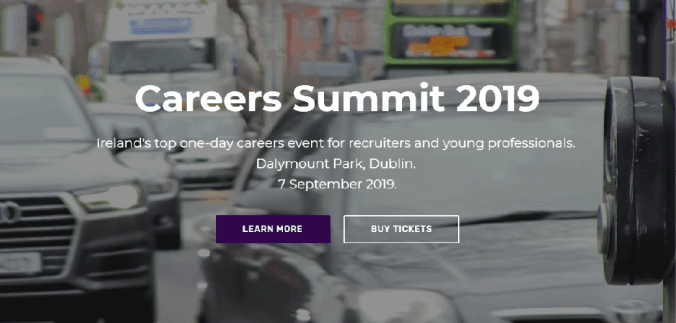 Careers Summit 2019
Ireland's top one-day careers event for recruiters and young professionals.
Dalymount Park, Dublin.
7 September 2019.
LEARN MORE
BUY TICKETS